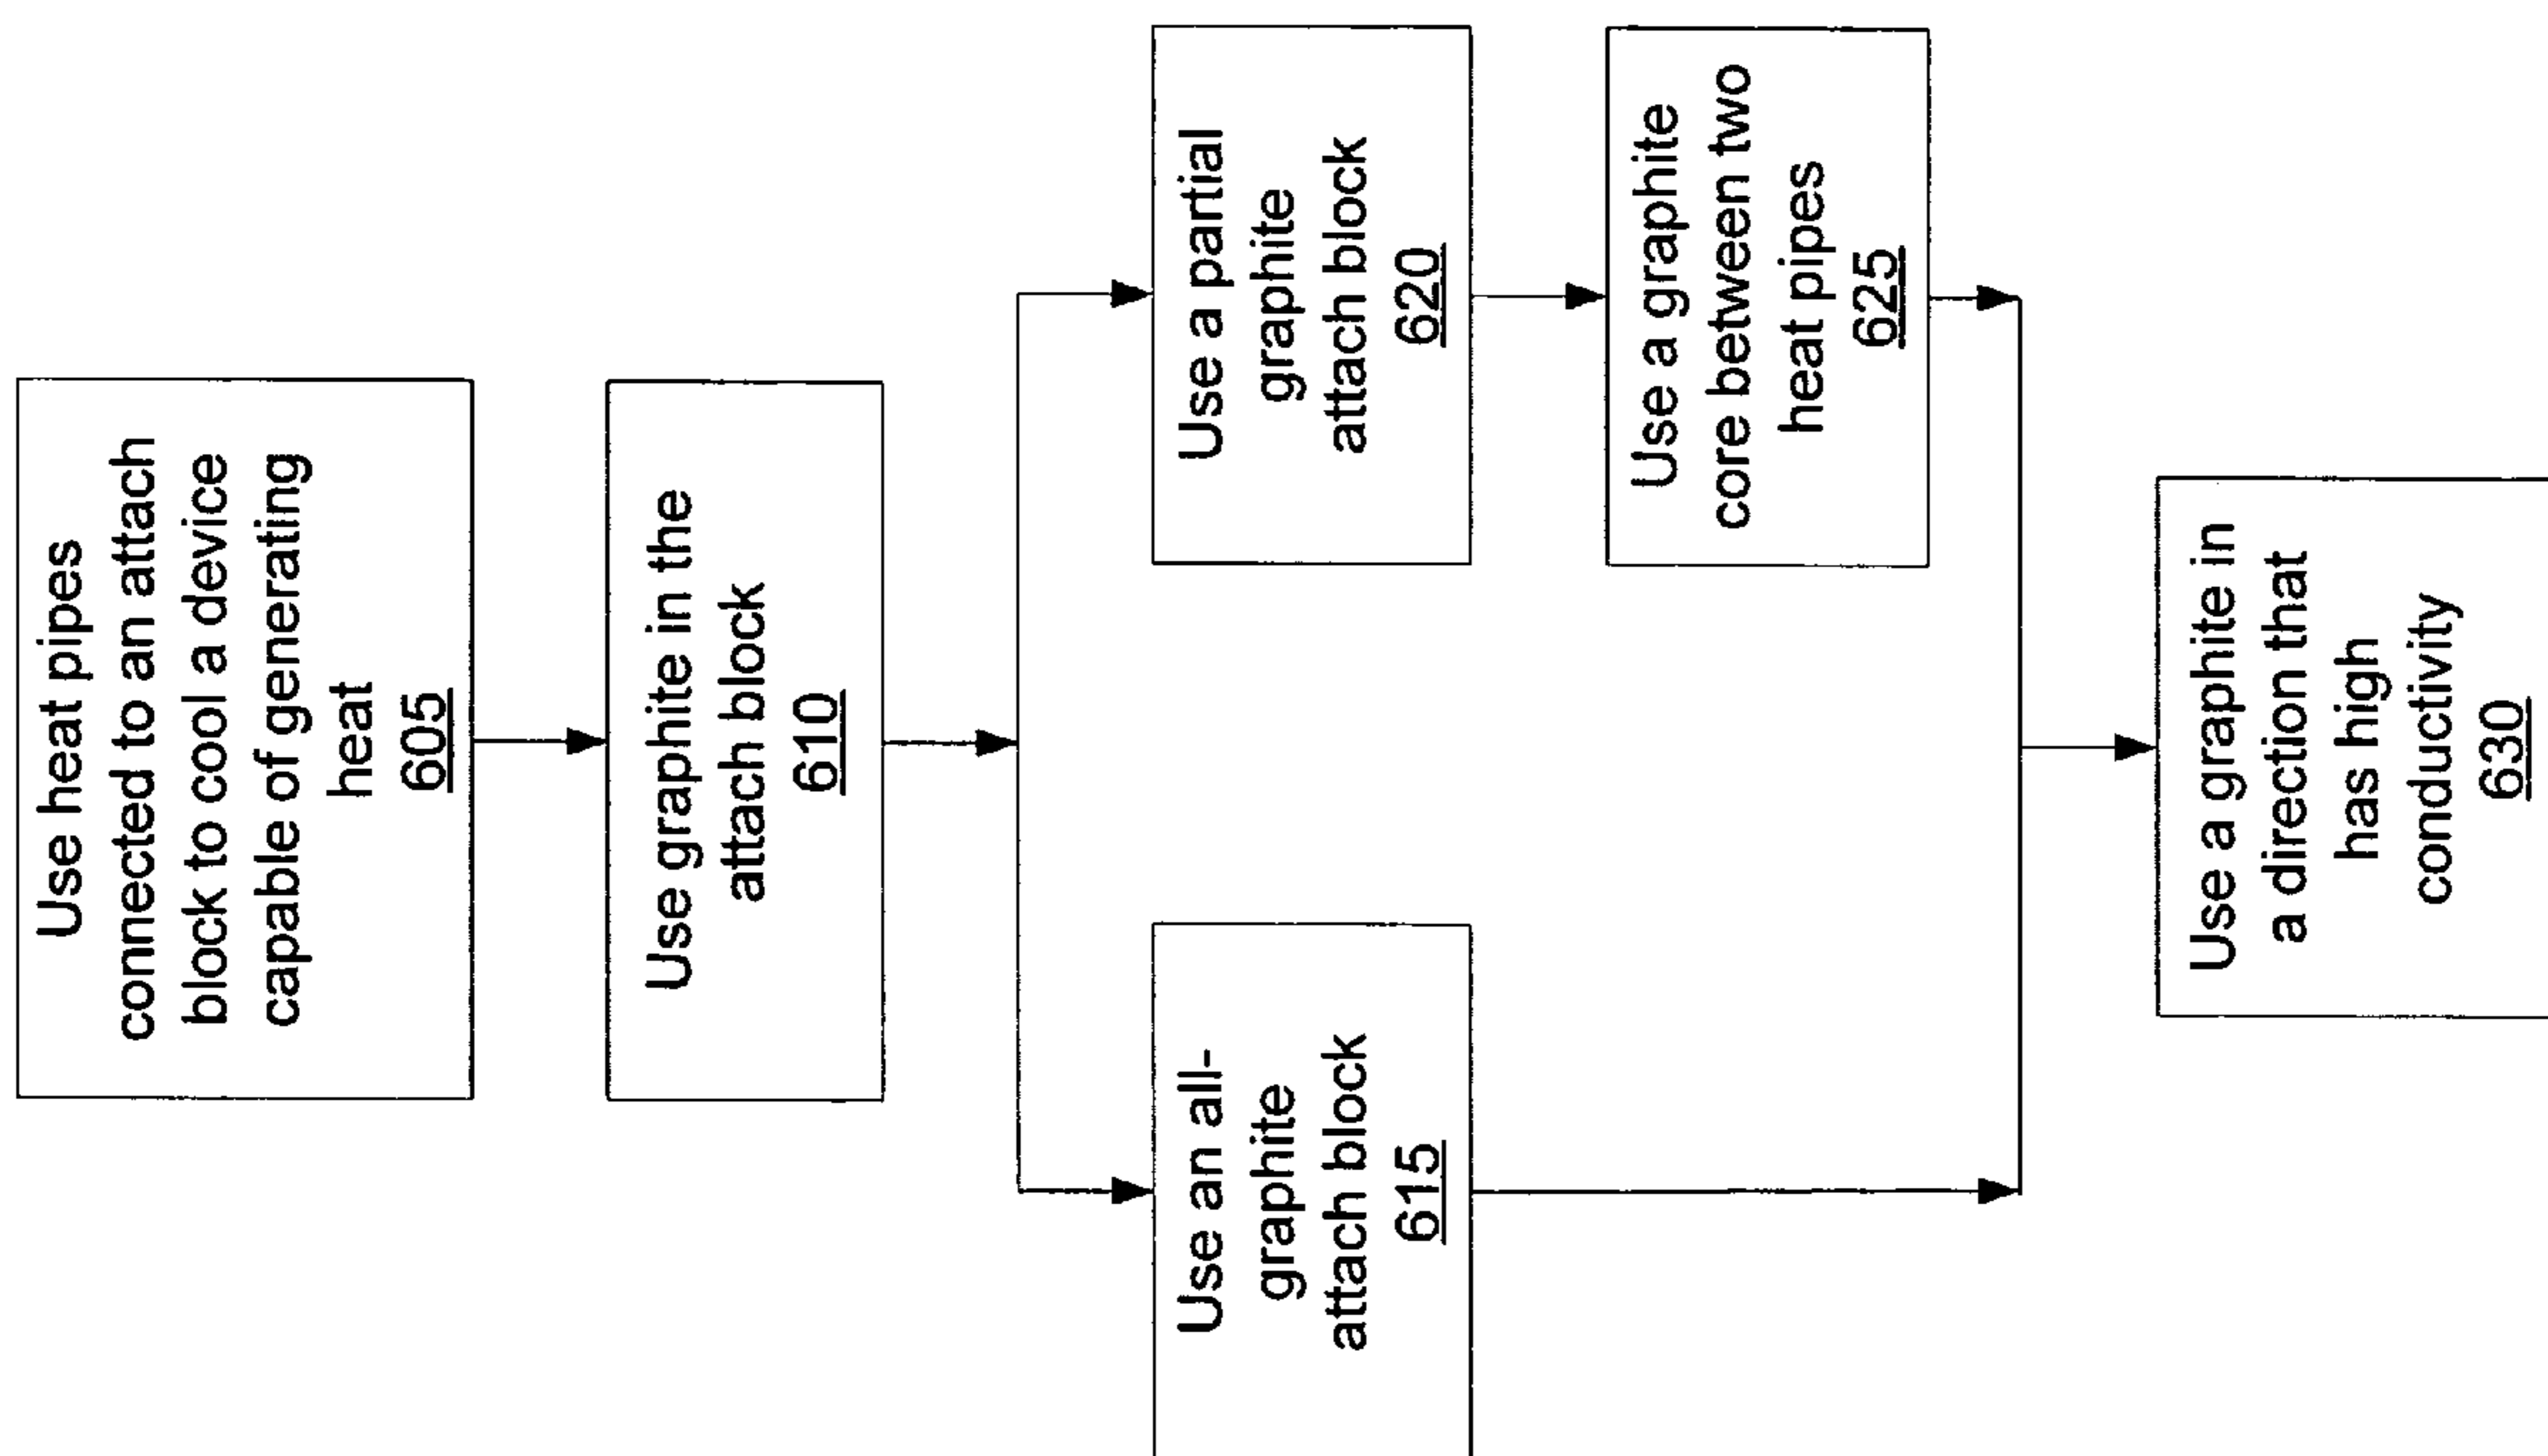 Use heat pipes
connected to an attach
block to cool a device
capable of generating
heat
605
Use graphite in the
attach block
610
Use an all-
graphite
attach block
615
Use a partial
graphite
attach block
620
Use a graphite
core between two
heat pipes
625
Use a graphite in
a direction that
has high
conductivity
630